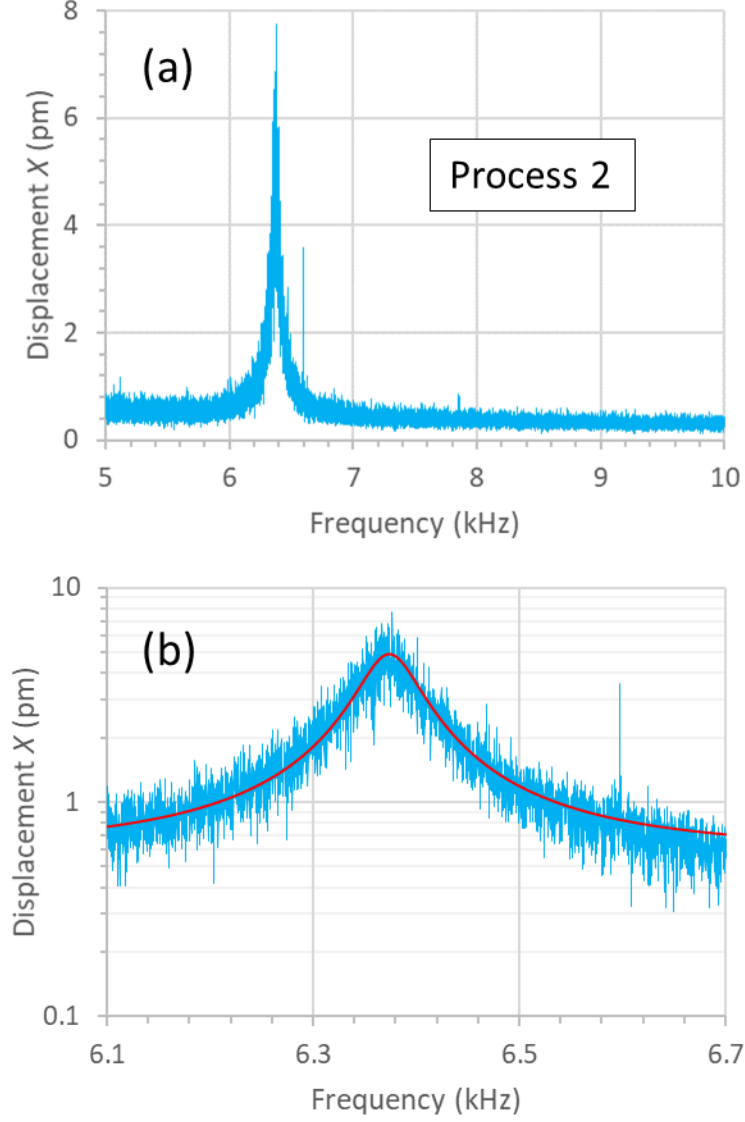 8
(a)
6
Process 2
4
2
0
5 6 7 8 9 10
Displacement X (pm)
Frequency (kHz)
10
(b)
1
0.1
6.1 6.3 6.5 6.7
Displacement X (pm)
Frequency (kHz)